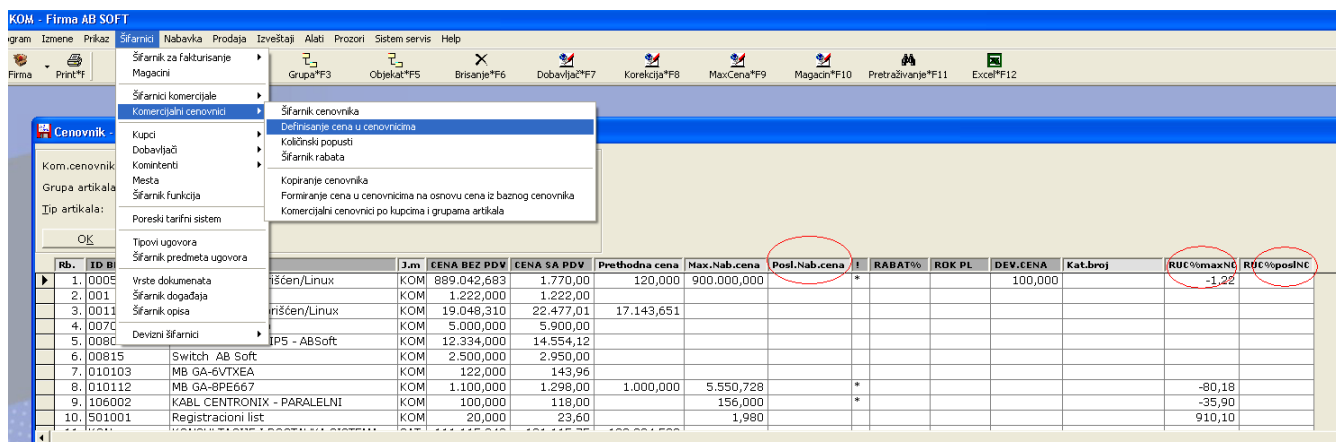 KOM - Firma AB SOFT
ogram Izmene Prikaz Šifarnici Nabavka Prodaja Izveštaji Alati Prozori Sistem servis Help
Firma Print*F Grupa*F3 Objekat*F5 Brisanje*F6 Dobavljač*F7 Korekcija*F8 MaxCena*F9 Magacin*F10 Pretraživanje*F11 Excel*F12
Šifarnik za fakturisanje
Magacini
Šifarnici komercijale
Komercijalni cenovnici
Kupci
Dobavljači
Komintenti
Mesta
Šifarnik funkcija
Poreski tarifni sistem
Tipovi ugovora
Šifarnik predmeta ugovora
Vrste dokumenata
Šifarnik događaja
Šifarnik opisa
Devizni šifarnici
Šifarnik cenovnika
Definisanje cena u cenovnicima
Količinski popusti
Šifarnik rabata
Kopiranje cenovnika
Formiranje cena u cenovnicima na osnovu cena iz baznog cenovnika
Komercijalni cenovnici po kupcima i grupama artikala
Cenovnik -
Kom.cenovnik
Grupa artikala
Tip artikala:
OK
Rb. ID B J.m CENA BEZ PDV CENA SA PDV Prethodna cena Max.Nab.cena Posl.Nab.cena ! RABAT% ROK PL DEV.CENA Kat.broj RUC%maxNC RUC%poslNC
1. 0005 rišćen/Linux KOM 889.042,683 1.770,00 120,000 900.000,000 * 100,000 -1,22
2. 001 KOM 1.222,000 1.222,00
3. 0011 rišćen/Linux KOM 19.048,310 22.477,01 17.143,651
4. 007 KOM 5.000,000 5.900,00
5. 008 IP5 - ABSoft KOM 12.334,000 14.554,12
6. 00815 Switch AB Soft KOM 2.500,000 2.950,00
7. 010103 MB GA-6VTXEA KOM 122,000 143,96
8. 010112 MB GA-8PE667 KOM 1.100,000 1.298,00 1.000,000 5.550,728 * -80,18
9. 106002 KABL CENTRONIX - PARALELNI KOM 100,000 118,00 156,000 * -35,90
10. 501001 Registracioni list KOM 20,000 23,60 1,980 910,10